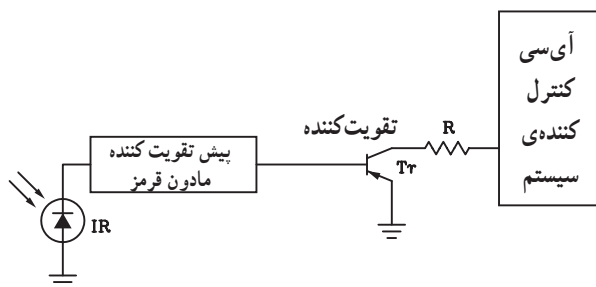 آی‌سی
کنترل
کننده‌ی
سیستم
تقویت‌کننده
R
پیش تقویت کننده
مادون قرمز
Tr
IR